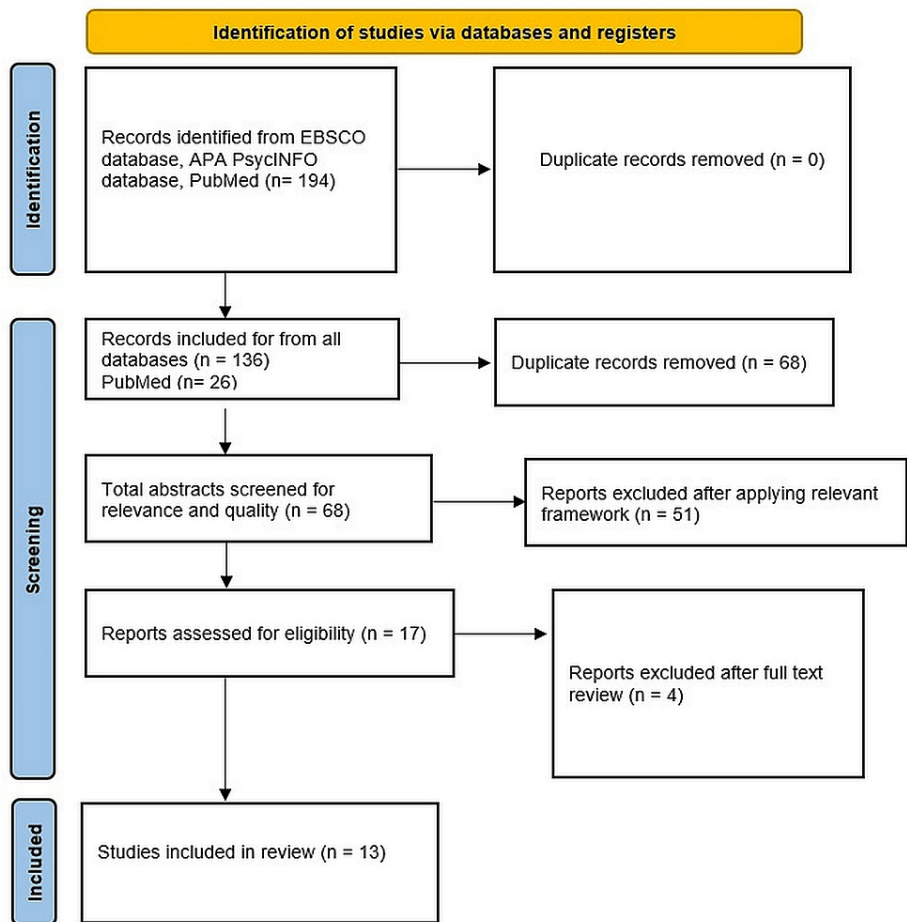 Identification of studies via databases and registers
Identification
Records identified from EBSCO
database, APA PsycINFO
database, PubMed (n= 194)
Duplicate records removed (n = 0)
Screening
Records included for from all
databases (n = 136)
PubMed (n= 26)
Duplicate records removed (n = 68)
Total abstracts screened for
relevance and quality (n = 68)
Reports excluded after applying relevant
framework (n = 51)
Reports assessed for eligibility (n = 17)
Reports excluded after full text
review (n = 4)
Included
Studies included in review (n = 13)